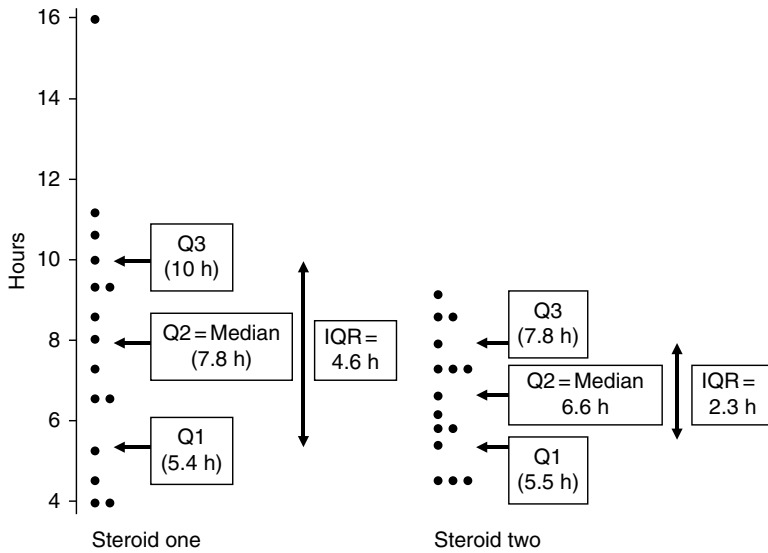 16
14
12
10
8
6
4
Hours
Q3
(10 h)
Q2 = Median
(7.8 h)
Q1
(5.4 h)
IQR =
4.6 h
Steroid one
Q3
(7.8 h)
Q2 = Median
6.6 h
Q1
(5.5 h)
IQR =
2.3 h
Steroid two